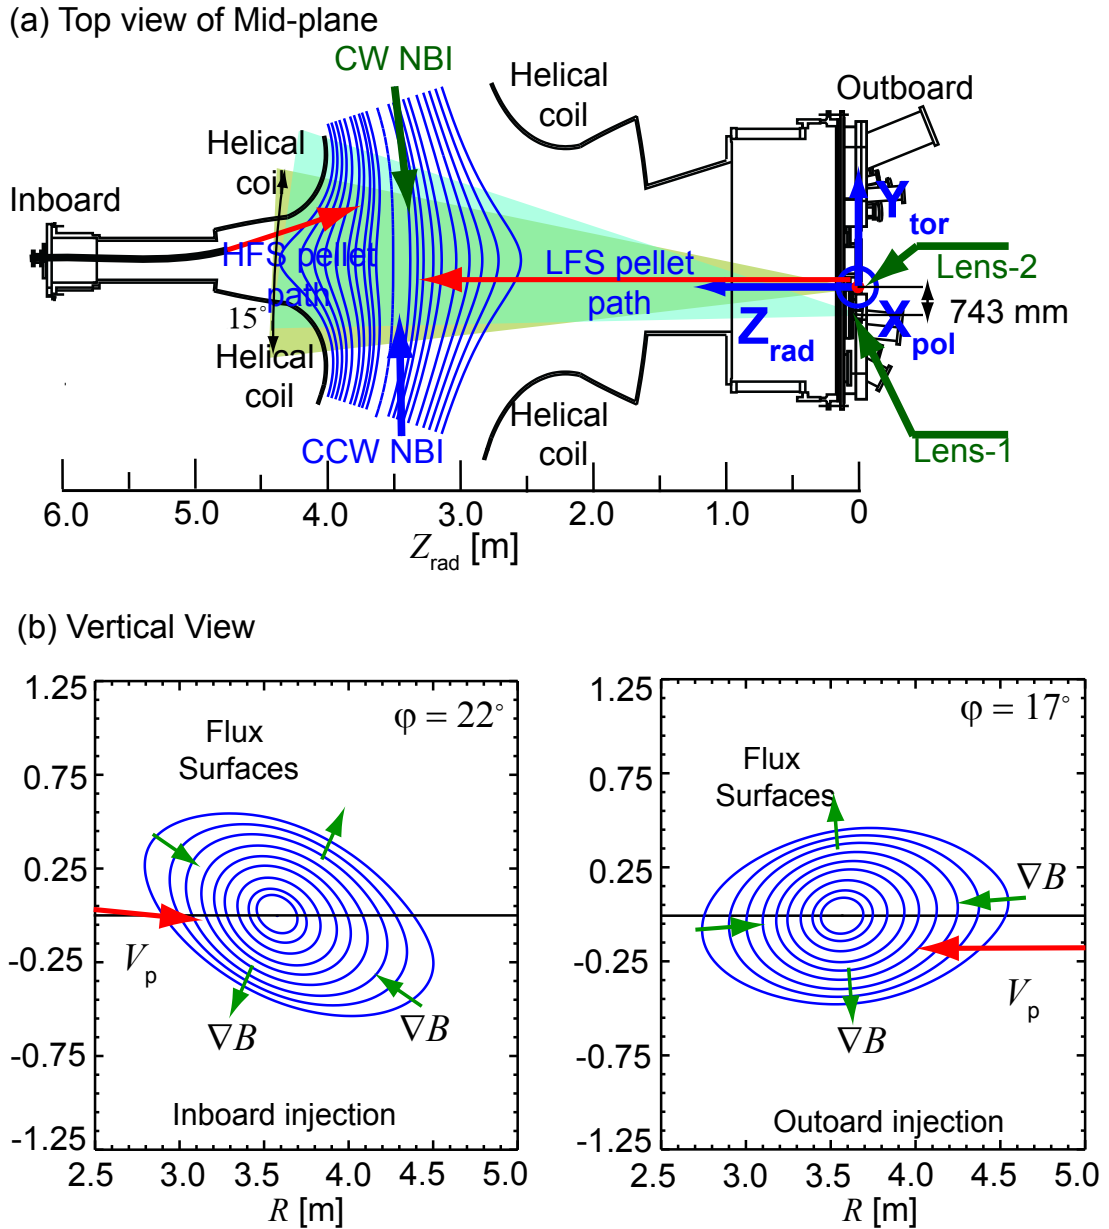 (a) Top view of Mid-plane
CW NBI
Helical
coil
Outboard
Helical
coil
Inboard
Y
tor
HFS pellet
path
LFS pellet
path
Lens-2
15°
Z
rad
X
pol
743 mm
Helical
coil
Helical
coil
CCW NBI
Lens-1
6.0 5.0 4.0 3.0 2.0 1.0 0
Z_rad [m]
(b) Vertical View
1.25
0.75
0.25
-0.25
-0.75
-1.25
φ = 22°
Flux
Surfaces
V_p
∇B
∇B
Inboard injection
2.5 3.0 3.5 4.0 4.5 5.0
R [m]
1.25
0.75
0.25
-0.25
-0.75
-1.25
φ = 17°
Flux
Surfaces
∇B
V_p
∇B
Outoard injection
2.5 3.0 3.5 4.0 4.5 5.0
R [m]